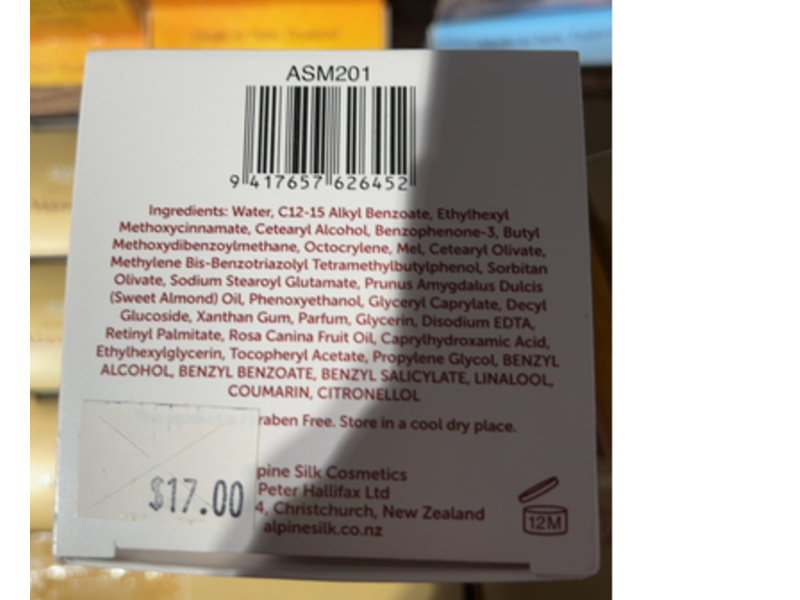 ASM201
9 417657 626452
Ingredients: Water, C12-15 Alkyl Benzoate, Ethylhexyl
Methoxycinnamate, Cetearyl Alcohol, Benzophenone-3, Butyl
Methoxydibenzoylmethane, Octocrylene, Mel, Cetearyl Olivate,
Methylene Bis-Benzotriazolyl Tetramethylbutylphenol, Sorbitan
Olivate, Sodium Stearoyl Glutamate, Prunus Amygdalus Dulcis
(Sweet Almond) Oil, Phenoxyethanol, Glyceryl Caprylate, Decyl
Glucoside, Xanthan Gum, Parfum, Glycerin, Disodium EDTA,
Retinyl Palmitate, Rosa Canina Fruit Oil, Caprylhydroxamic Acid,
Ethylhexylglycerin, Tocopheryl Acetate, Propylene Glycol, BENZYL
ALCOHOL, BENZYL BENZOATE, BENZYL SALICYLATE, LINALOOL,
COUMARIN, CITRONELLOL
raben Free. Store in a cool dry place.
pine Silk Cosmetics
Peter Hallifax Ltd
4, Christchurch, New Zealand
alpinesilk.co.nz
$17.00
12M